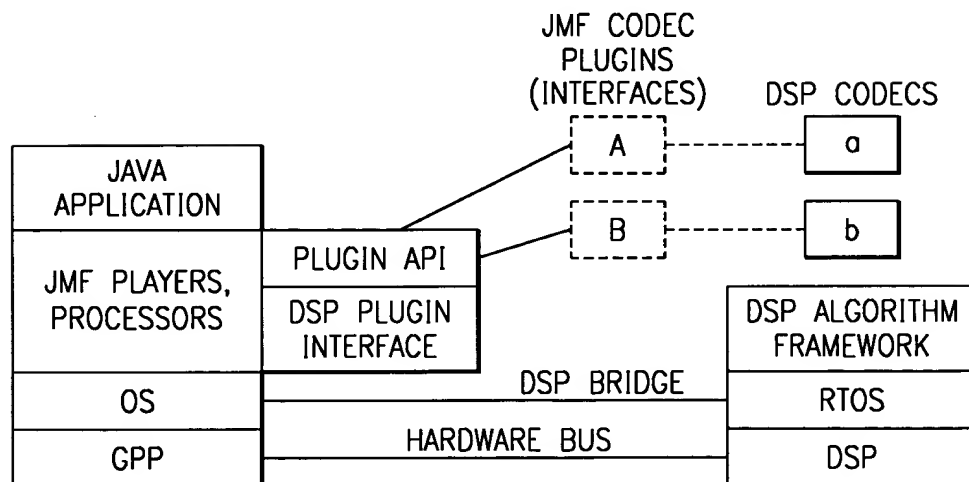 JMF CODEC
PLUGINS
(INTERFACES)
DSP CODECS
A
a
B
b
JAVA
APPLICATION
JMF PLAYERS,
PROCESSORS
PLUGIN API
DSP PLUGIN
INTERFACE
DSP ALGORITHM
FRAMEWORK
OS
DSP BRIDGE
RTOS
GPP
HARDWARE BUS
DSP